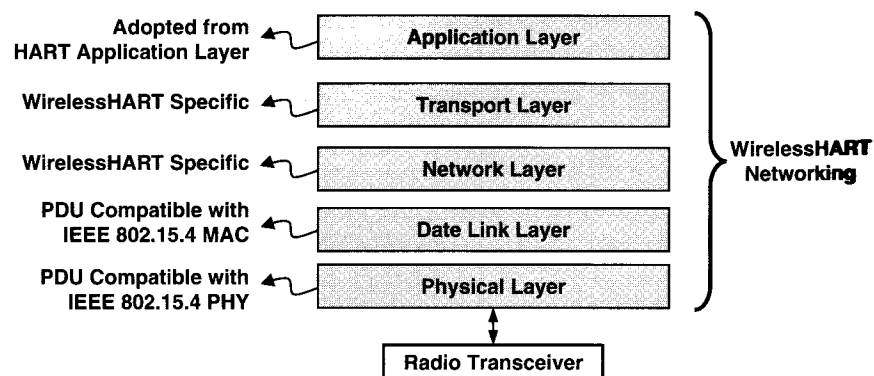 Adopted from
HART Application Layer
Application Layer
WirelessHART Specific
Transport Layer
WirelessHART Specific
Network Layer
PDU Compatible with
IEEE 802.15.4 MAC
Date Link Layer
PDU Compatible with
IEEE 802.15.4 PHY
Physical Layer
WirelessHART
Networking
Radio Transceiver